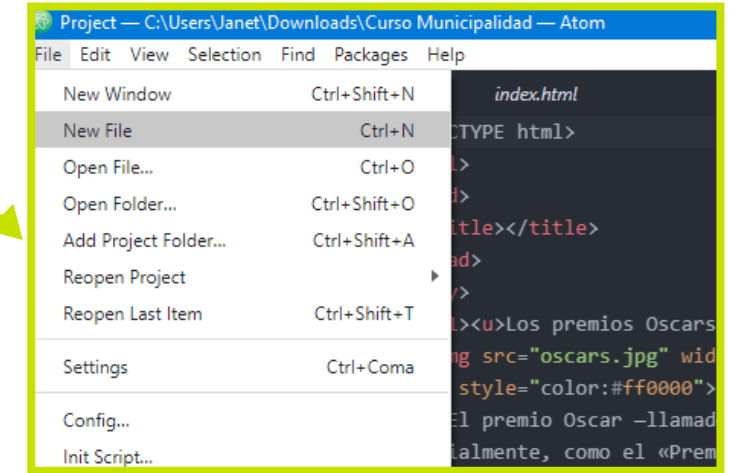 Project — C:\Users\Janet\Downloads\Curso Municipalidad — Atom
File Edit View Selection Find Packages Help
New Window Ctrl+Shift+N
index.html
New File Ctrl+N
CTYPE html>
Open File... Ctrl+O
l>
Open Folder... Ctrl+Shift+O
d>
Add Project Folder... Ctrl+Shift+A
itle></title>
Reopen Project
ad>
y>
Reopen Last Item Ctrl+Shift+T
1><u>Los premios Oscars
Settings Ctrl+Coma
mg src="oscars.jpg" wid
style="color:#ff0000">
Config...
El premio Oscar —llamad
Init Script...
ialmente, como el «Prem